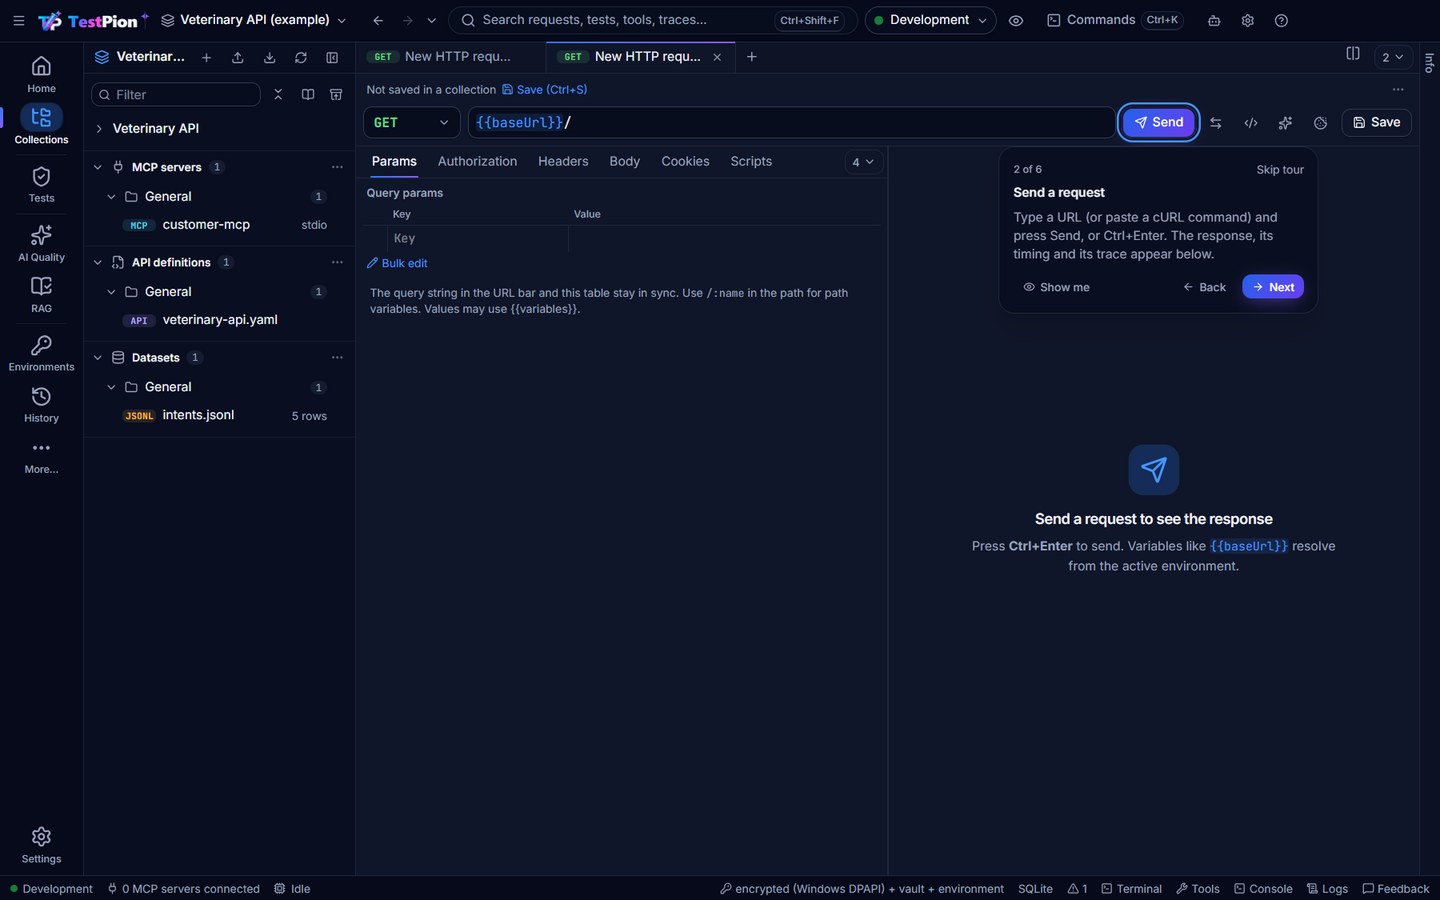 TestPion
Veterinary API (example)
Search requests, tests, tools, traces...
Ctrl+Shift+F
Development
Commands
Ctrl+K
Home
Collections
Tests
AI Quality
RAG
Environments
History
More...
Settings
Veterinar...
Filter
Veterinary API
MCP servers 1
General 1
MCP customer-mcp stdio
API definitions 1
General 1
API veterinary-api.yaml
Datasets 1
General 1
JSONL intents.jsonl 5 rows
GET New HTTP requ...
GET New HTTP requ...
2
Info
Not saved in a collection Save (Ctrl+S)
GET
{{baseUrl}}/
Send
Save
Params Authorization Headers Body Cookies Scripts 4
Query params
Key Value
Key
Bulk edit
The query string in the URL bar and this table stay in sync. Use /:name in the path for path
variables. Values may use {{variables}}.
2 of 6 Skip tour
Send a request
Type a URL (or paste a cURL command) and
press Send, or Ctrl+Enter. The response, its
timing and its trace appear below.
Show me Back Next
Send a request to see the response
Press Ctrl+Enter to send. Variables like {{baseUrl}} resolve
from the active environment.
Development 0 MCP servers connected Idle encrypted (Windows DPAPI) + vault + environment SQLite 1 Terminal Tools Console Logs Feedback